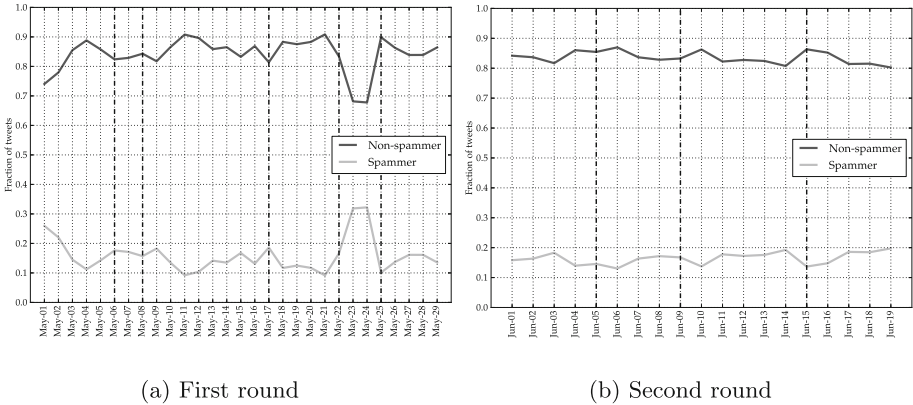 1.0
0.9
0.8
0.7
0.6
0.5
0.4
0.3
0.2
0.1
0.0
Fraction of tweets
Non-spammer
Spammer
May-01
May-02
May-03
May-04
May-05
May-06
May-07
May-08
May-09
May-10
May-11
May-12
May-13
May-14
May-15
May-16
May-17
May-18
May-19
May-20
May-21
May-22
May-23
May-24
May-25
May-26
May-27
May-28
May-29
(a) First round
1.0
0.9
0.8
0.7
0.6
0.5
0.4
0.3
0.2
0.1
0.0
Fraction of tweets
Non-spammer
Spammer
Jun-01
Jun-02
Jun-03
Jun-04
Jun-05
Jun-06
Jun-07
Jun-08
Jun-09
Jun-10
Jun-11
Jun-12
Jun-13
Jun-14
Jun-15
Jun-16
Jun-17
Jun-18
Jun-19
(b) Second round